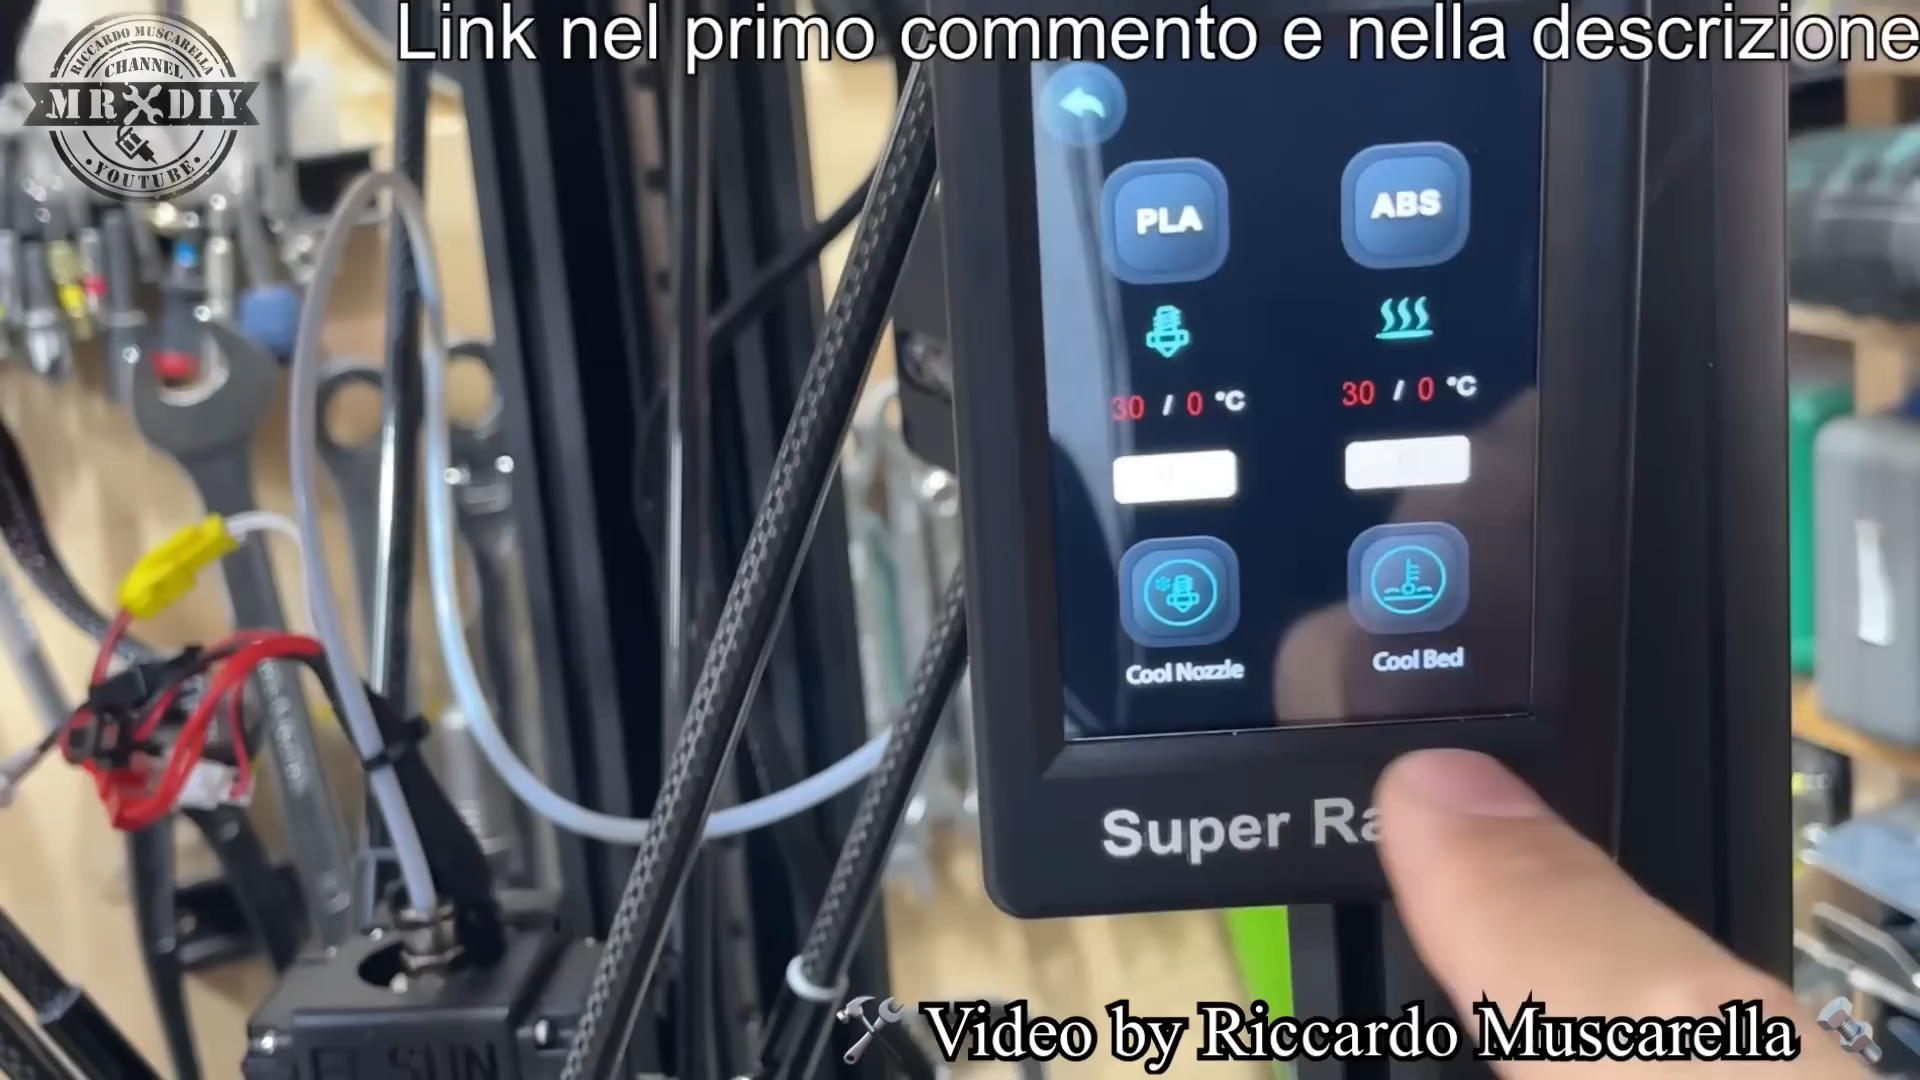 Link nel primo commento e nella descrizione
RICCARDO MUSCARELLA
CHANNEL
MR DIY
YOUTUBE
PLA
ABS
30 / 0 °C
30 / 0 °C
Cool Nozzle
Cool Bed
Super
Video by Riccardo Muscarella